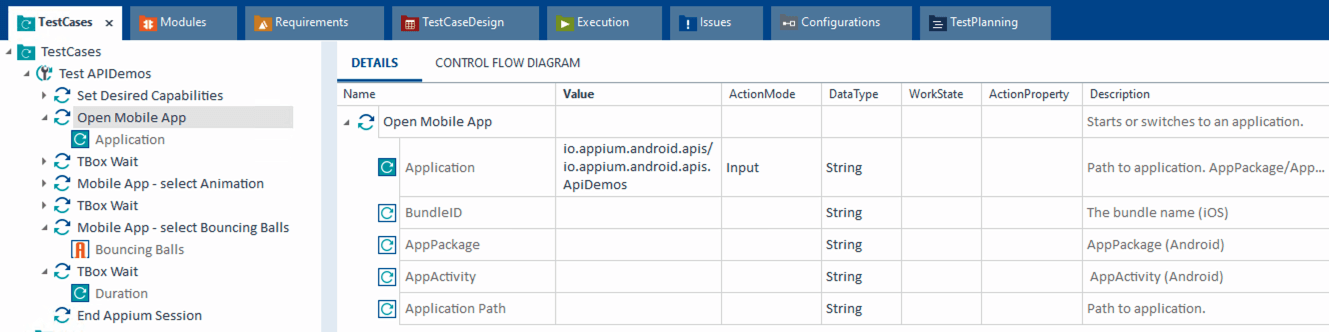 TestCases
Modules
Requirements
TestCaseDesign
Execution
Issues
Configurations
TestPlanning
TestCases
Test APIDemos
Set Desired Capabilities
Open Mobile App
Application
TBox Wait
Mobile App - select Animation
TBox Wait
Mobile App - select Bouncing Balls
Bouncing Balls
TBox Wait
Duration
End Appium Session
DETAILS CONTROL FLOW DIAGRAM
Name Value ActionMode DataType WorkState ActionProperty Description
Open Mobile App Starts or switches to an application.
Application io.appium.android.apis/
io.appium.android.apis.
ApiDemos Input String Path to application. AppPackage/App...
BundleID String The bundle name (iOS)
AppPackage String AppPackage (Android)
AppActivity String AppActivity (Android)
Application Path String Path to application.